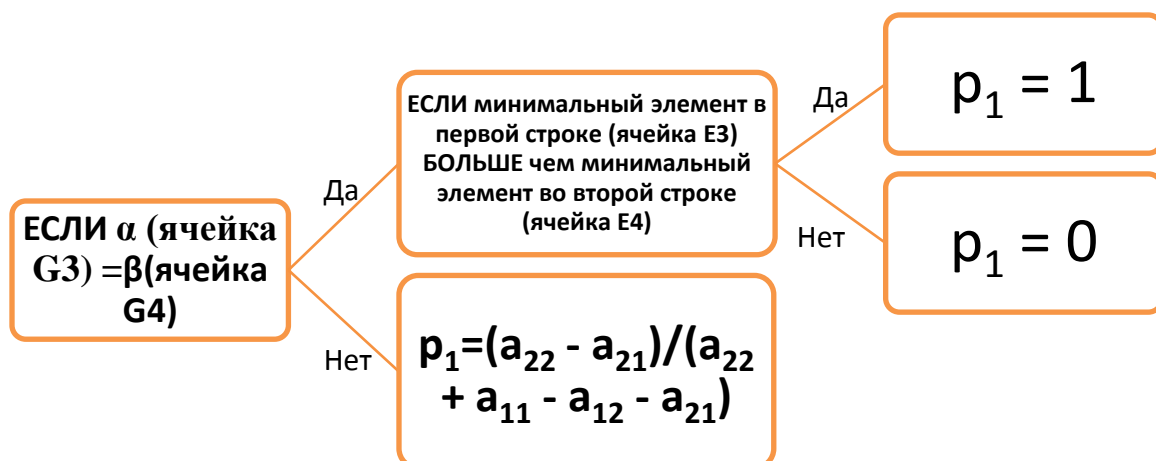 ЕСЛИ α (ячейка
G3) =β(ячейка
G4)
Да
Нет
ЕСЛИ минимальный элемент в
первой строке (ячейка E3)
БОЛЬШЕ чем минимальный
элемент во второй строке
(ячейка E4)
Да
Нет
p₁ = 1
p₁ = 0
p₁=(a₂₂ - a₂₁)/(a₂₂
+ a₁₁ - a₁₂ - a₂₁)